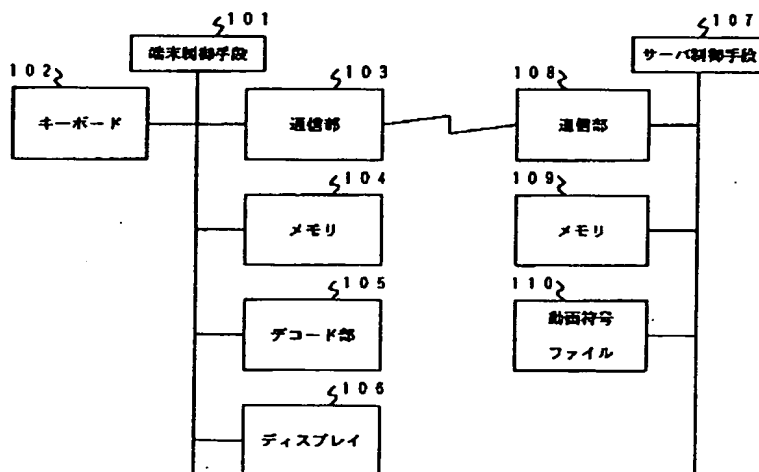 101
端末制御手段
107
サーバ制御手段
102
キーボード
103
通信部
108
通信部
104
メモリ
109
メモリ
105
デコード部
110
動画符号
ファイル
106
ディスプレイ